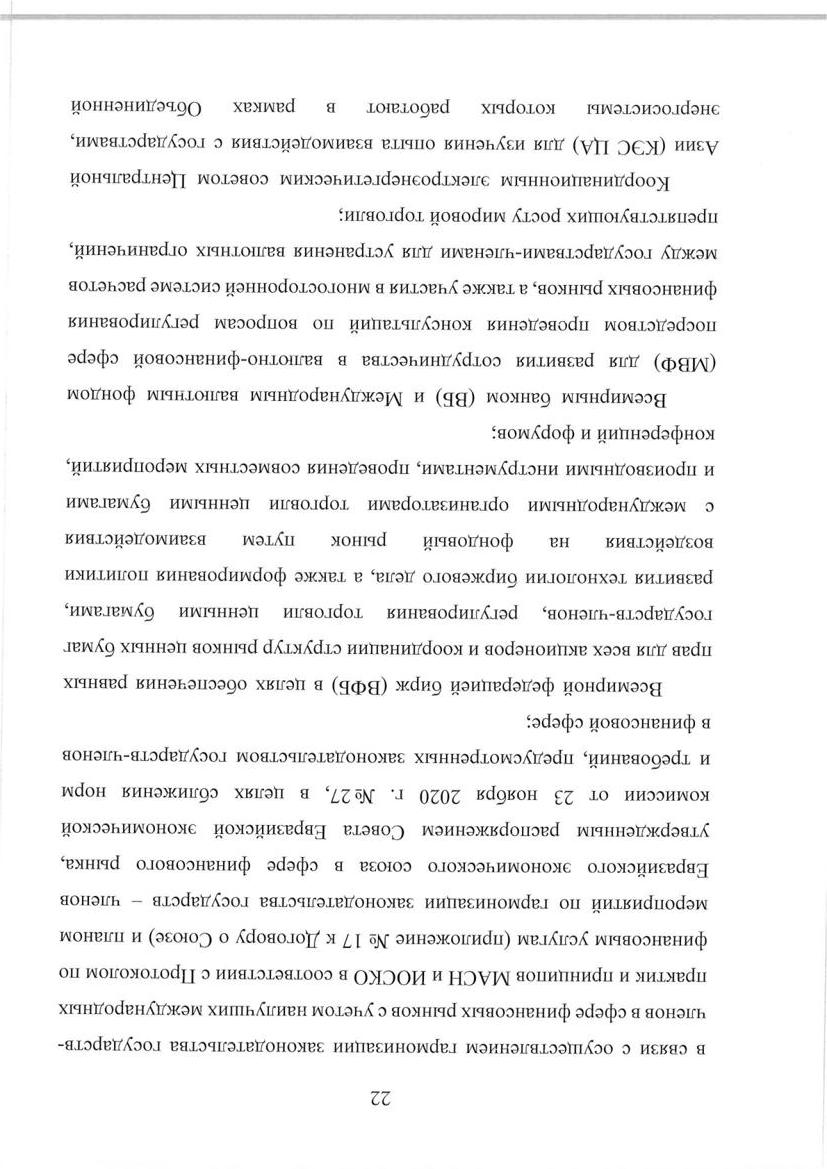 22
в связи с осуществлением гармонизации законодательства государств-
членов в сфере финансовых рынков с учетом наилучших международных
практик и принципов МАСН и ИОСКО в соответствии с Протоколом по
финансовым услугам (приложение № 17 к Договору о Союзе) и планом
мероприятий по гармонизации законодательства государств – членов
Евразийского экономического союза в сфере финансового рынка,
утвержденным распоряжением Совета Евразийской экономической
комиссии от 23 ноября 2020 г. № 27, в целях сближения норм
и требований, предусмотренных законодательством государств-членов
в финансовой сфере;
Всемирной федерацией бирж (ВФБ) в целях обеспечения равных
прав для всех акционеров и координации структур рынков ценных бумаг
государств-членов, регулирования торговли ценными бумагами,
развития технологии биржевого дела, а также формирования политики
воздействия на фондовый рынок путем взаимодействия
с международными организаторами торговли ценными бумагами
и производными инструментами, проведения совместных мероприятий,
конференций и форумов;
Всемирным банком (ВБ) и Международным валютным фондом
(МВФ) для развития сотрудничества в валютно-финансовой сфере
посредством проведения консультаций по вопросам регулирования
финансовых рынков, а также участия в многосторонней системе расчетов
между государствами-членами для устранения валютных ограничений,
препятствующих росту мировой торговли;
Координационным электроэнергетическим советом Центральной
Азии (КЭС ЦА) для изучения опыта взаимодействия с государствами,
энергосистемы которых работают в рамках Объединенной